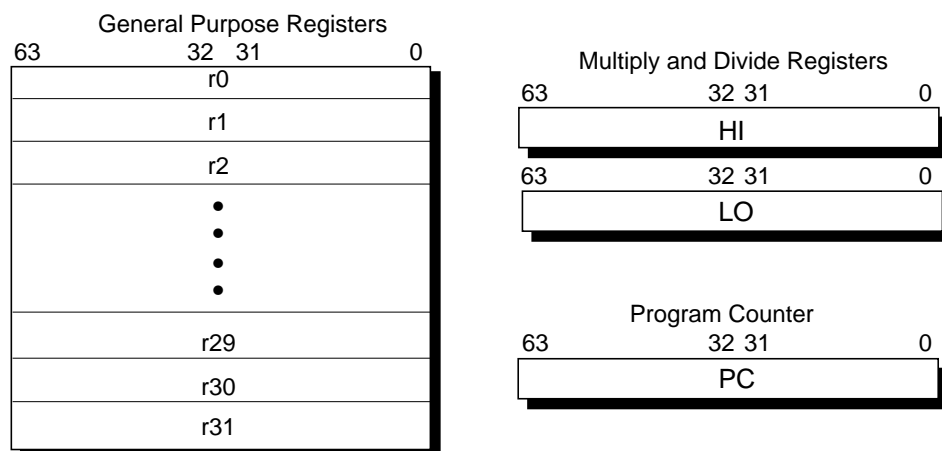 General Purpose Registers
63 32 31 0
r0
r1
r2
r29
r30
r31
Multiply and Divide Registers
63 32 31 0
HI
63 32 31 0
LO
Program Counter
63 32 31 0
PC